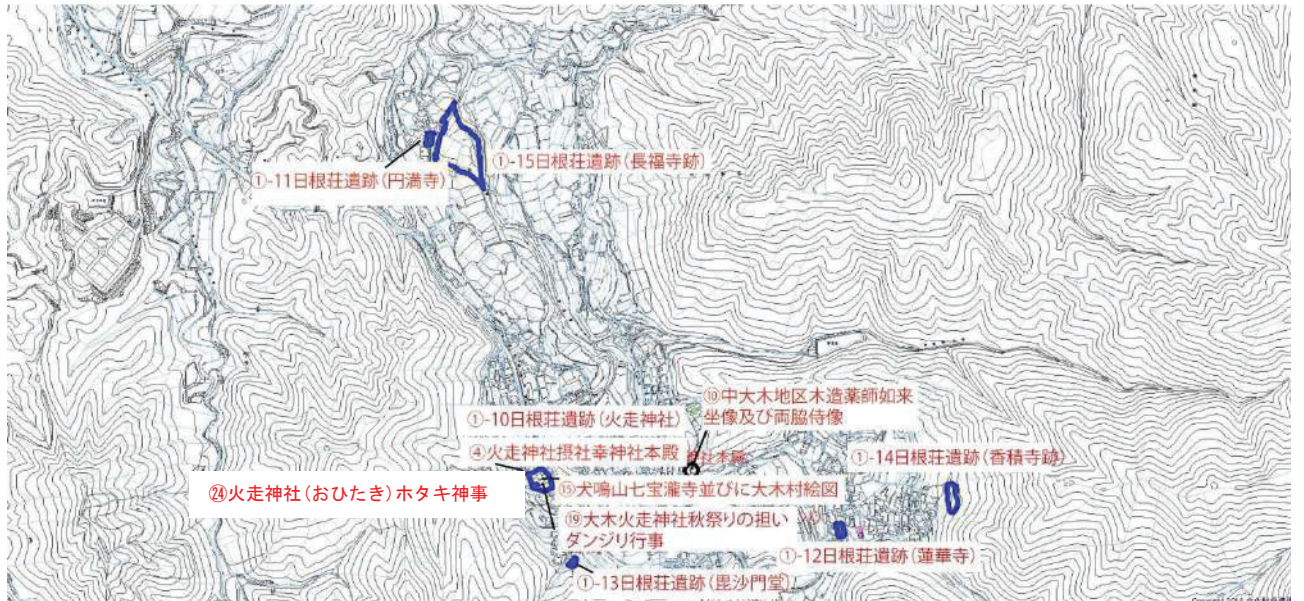 ①-15日根荘遺跡(長福寺跡)
①-11日根荘遺跡(円満寺)
⑩中大木地区木造薬師如来
坐像及び両脇侍像
①-10日根荘遺跡(火走神社)
④火走神社摂社幸神社本殿
①-14日根荘遺跡(香積寺跡)
㉔火走神社(おひたき)ホタキ神事
⑮犬鳴山七宝瀧寺並びに大木村絵図
⑲大木火走神社秋祭りの担い
ダンジリ行事
①-12日根荘遺跡(蓮華寺)
①-13日根荘遺跡(毘沙門堂)